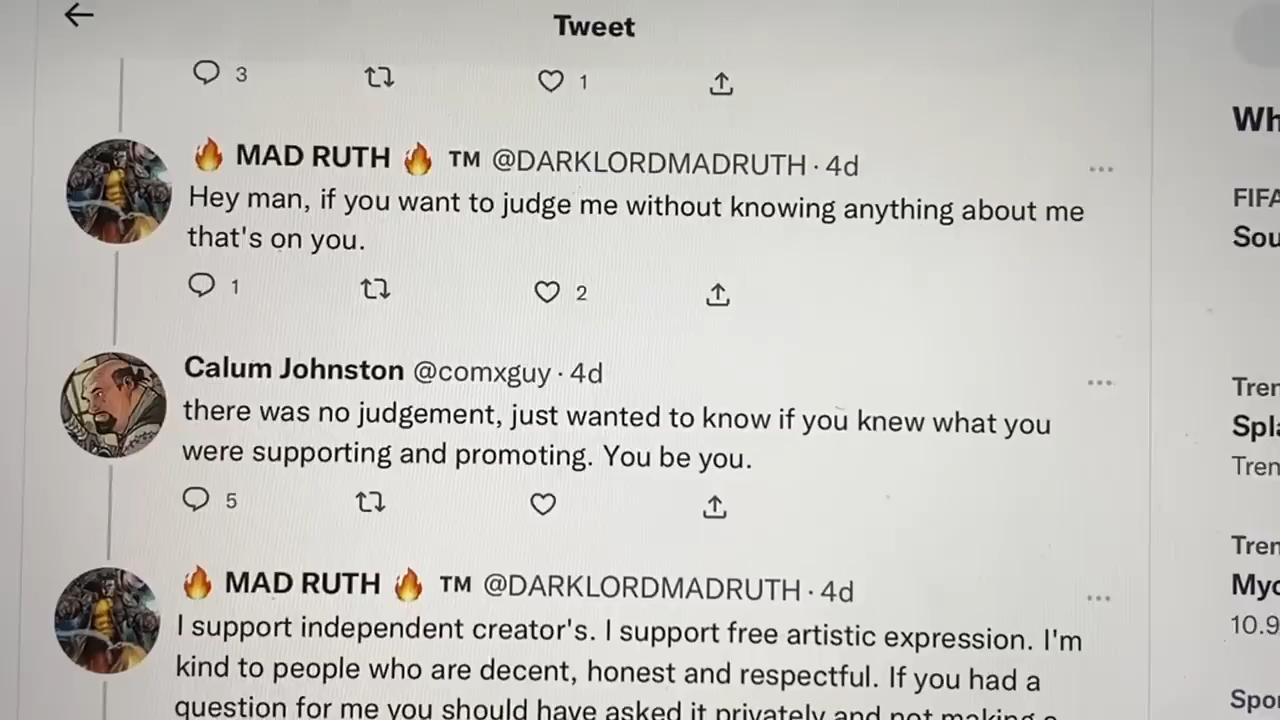 Tweet
3 1
🔥 MAD RUTH 🔥 TM @DARKLORDMADRUTH · 4d
Hey man, if you want to judge me without knowing anything about me
that's on you.
1 2
Calum Johnston @comxguy · 4d
there was no judgement, just wanted to know if you knew what you
were supporting and promoting. You be you.
5
🔥 MAD RUTH 🔥 TM @DARKLORDMADRUTH · 4d
I support independent creator's. I support free artistic expression. I'm
kind to people who are decent, honest and respectful. If you had a
question for me you should have asked it privately and not making a
Wh
FIFA
Sou
Tren
Spla
Tren
Tren
Myc
10.9
Spo